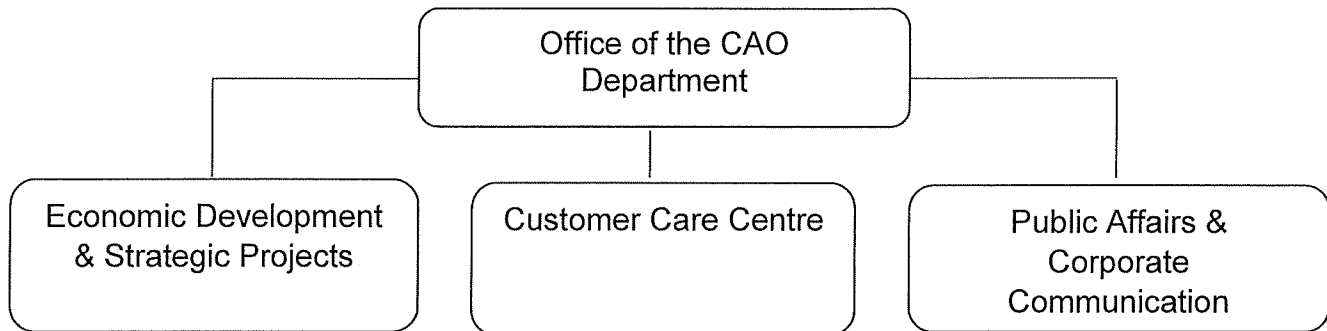 Office of the CAO
Department
Economic Development
& Strategic Projects
Customer Care Centre
Public Affairs &
Corporate
Communication